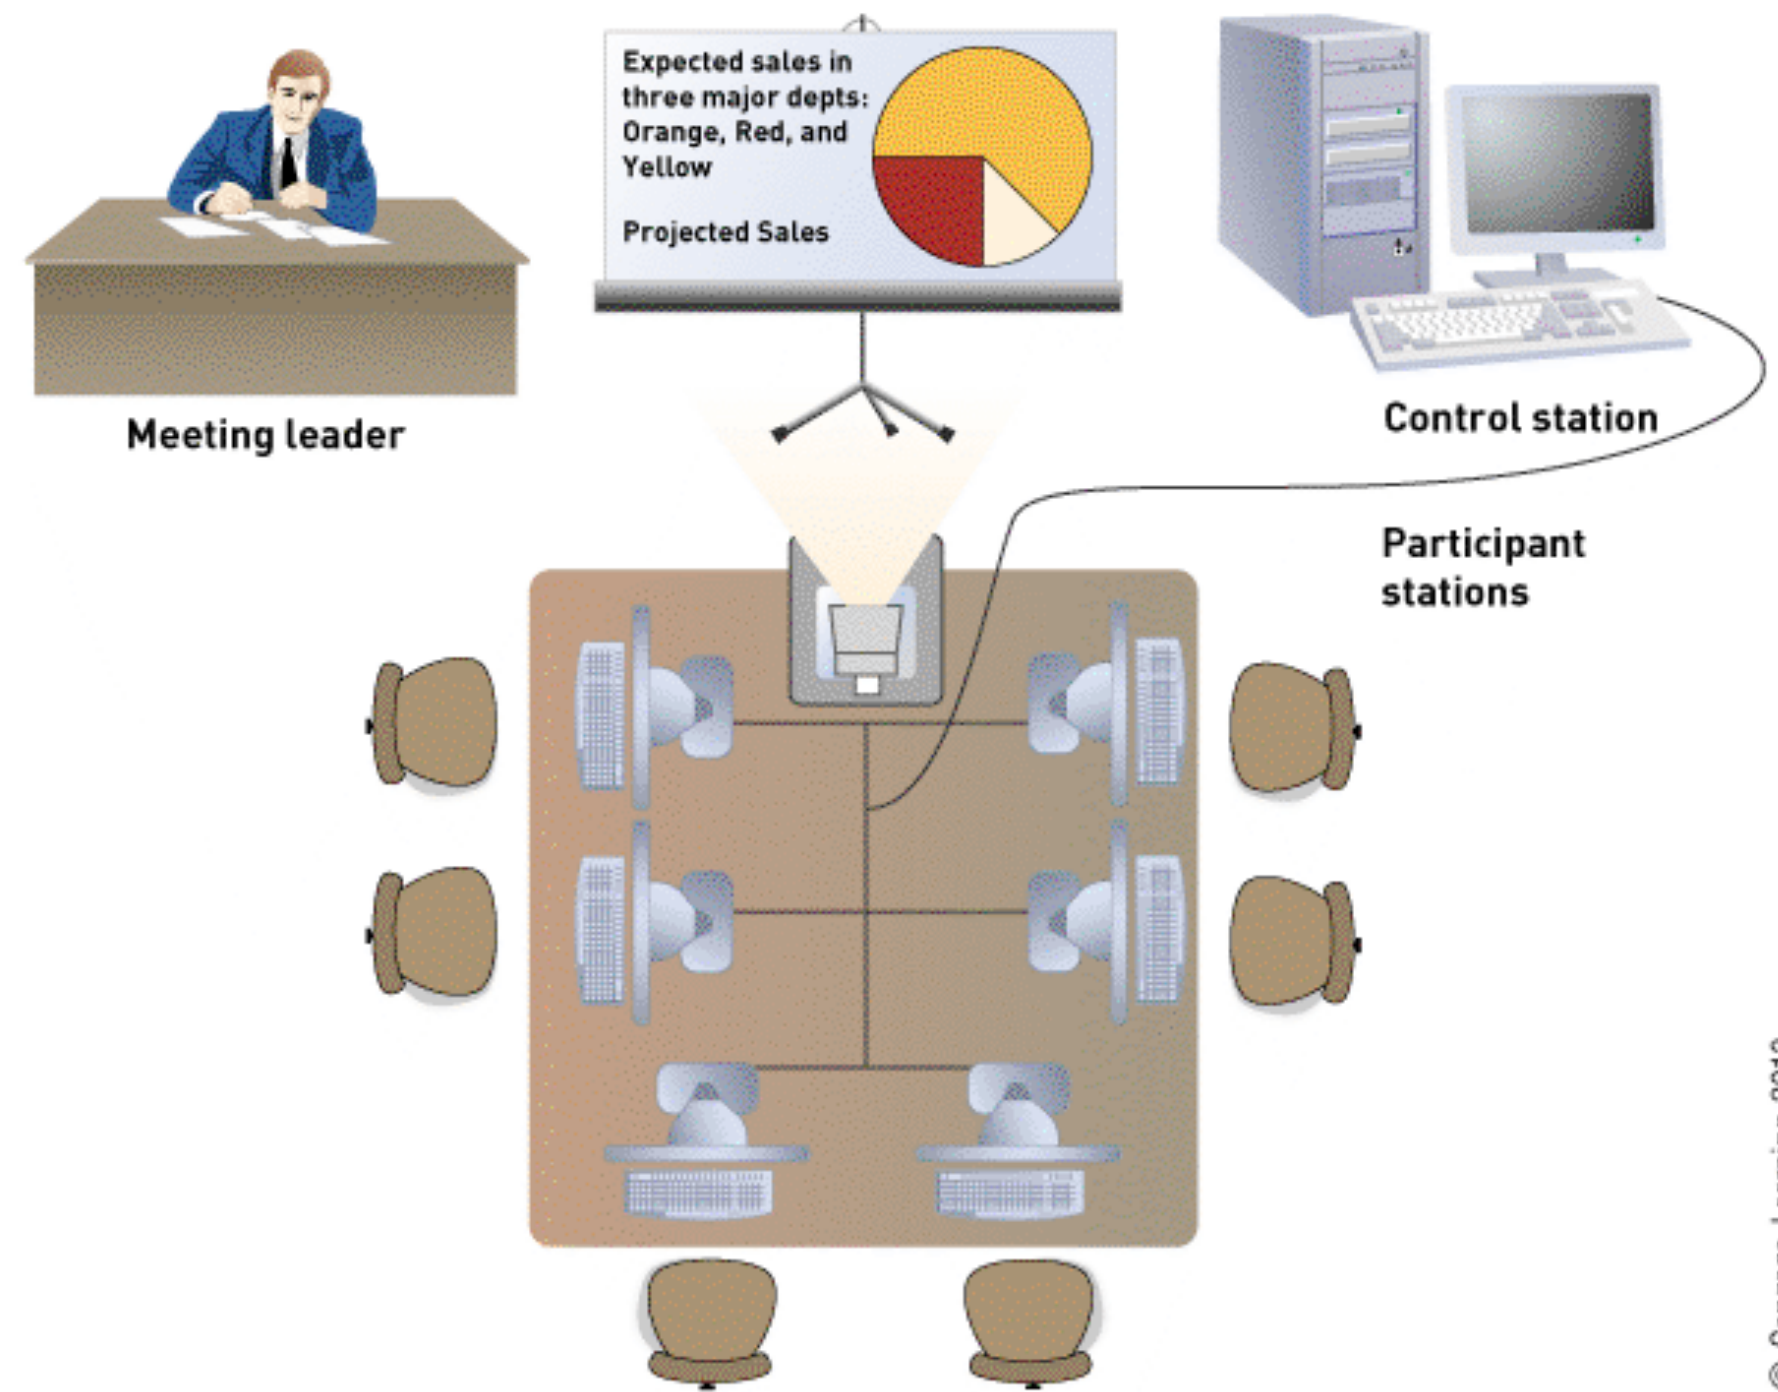 Expected sales in
three major depts:
Orange, Red, and
Yellow
Projected Sales
Meeting leader
Control station
Participant
stations